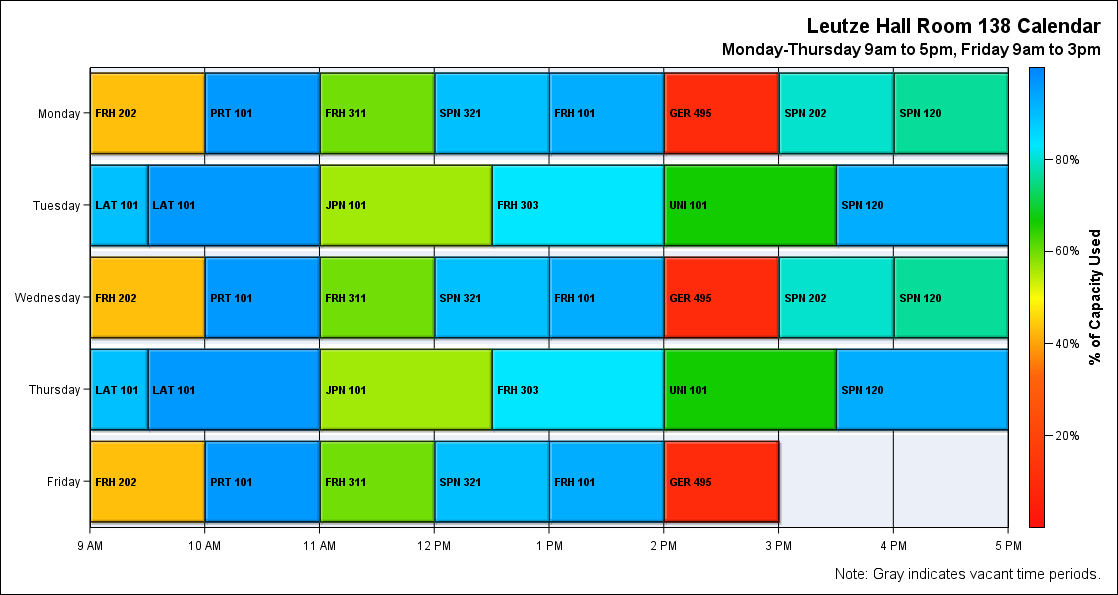 Leutze Hall Room 138 Calendar
Monday-Thursday 9am to 5pm, Friday 9am to 3pm
Monday FRH 202 PRT 101 FRH 311 SPN 321 FRH 101 GER 495 SPN 202 SPN 120
Tuesday LAT 101 LAT 101 JPN 101 FRH 303 UNI 101 SPN 120
Wednesday FRH 202 PRT 101 FRH 311 SPN 321 FRH 101 GER 495 SPN 202 SPN 120
Thursday LAT 101 LAT 101 JPN 101 FRH 303 UNI 101 SPN 120
Friday FRH 202 PRT 101 FRH 311 SPN 321 FRH 101 GER 495
9 AM 10 AM 11 AM 12 PM 1 PM 2 PM 3 PM 4 PM 5 PM
80%
60%
40%
20%
% of Capacity Used
Note: Gray indicates vacant time periods.